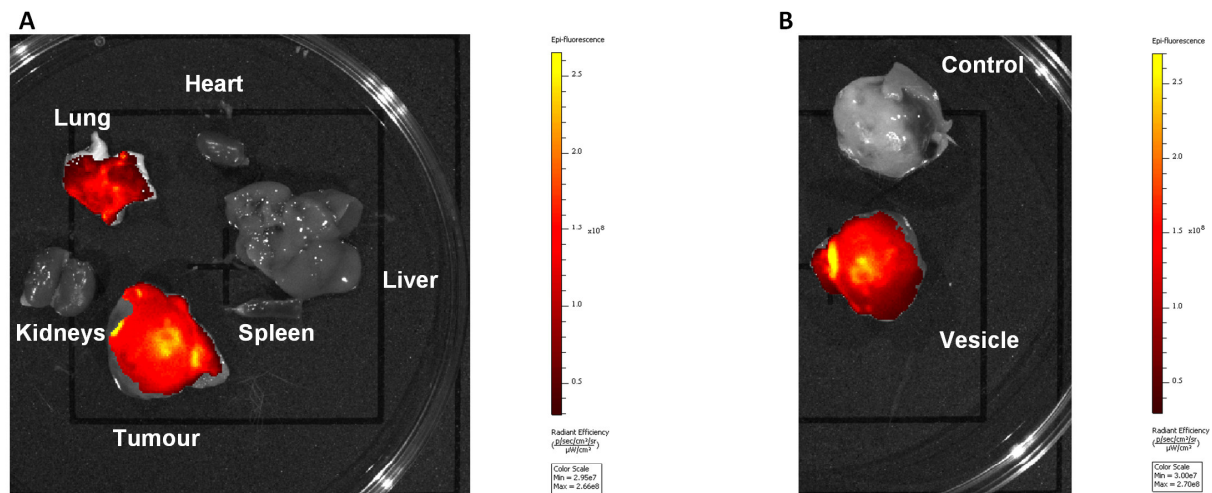 A
Heart
Lung
Liver
Kidneys
Spleen
Tumour
Epi-fluorescence
2.5
2.0
1.5
x10⁸
1.0
0.5
Radiant Efficiency
(p/sec/cm²/sr
µW/cm²)
Color Scale
Min = 2.95e7
Max = 2.66e8
B
Control
Vesicle
Epi-fluorescence
2.5
2.0
1.5
x10⁸
1.0
0.5
Radiant Efficiency
(p/sec/cm²/sr
µW/cm²)
Color Scale
Min = 3.00e7
Max = 2.70e8